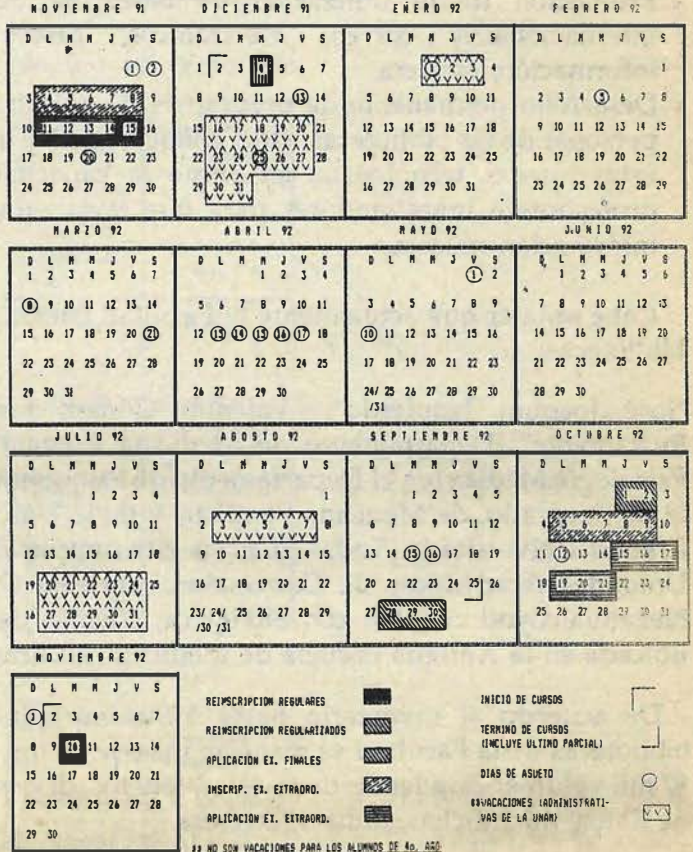 NOVIEMBRE 91 DICIEMBRE 91 ENERO 92 FEBRERO 92
D L M M J V S D L M M J V S D L M M J V S D L M M J V S
1 2 1 2 3 4 5 6 7 1 2 3 4 1
3 4 5 6 7 8 9 8 9 10 11 12 13 14 5 6 7 8 9 10 11 2 3 4 5 6 7 8
10 11 12 13 14 15 16 15 16 17 18 19 20 21 12 13 14 15 16 17 18 9 10 11 12 13 14 15
17 18 19 20 21 22 23 22 23 24 25 26 27 28 19 20 21 22 23 24 25 16 17 18 19 20 21 22
24 25 26 27 28 29 30 29 30 31 16 27 28 29 30 31 23 24 25 26 27 28 29
MARZO 92 ABRIL 92 MAYO 92 JUNIO 92
D L M M J V S D L M M J V S D L M M J V S D L M M J V S
1 2 3 4 5 6 7 1 2 3 4 1 2 1 2 3 4 5 6
8 9 10 11 12 13 14 5 6 7 8 9 10 11 3 4 5 6 7 8 9 7 8 9 10 11 12 13
15 16 17 18 19 20 21 12 13 14 15 16 17 18 10 11 12 13 14 15 16 14 15 16 17 18 19 20
22 23 24 25 26 27 28 19 20 21 22 23 24 25 17 18 19 20 21 22 23 21 22 23 24 25 26 27
29 30 31 26 27 28 29 30 24/ 25 26 27 28 29 30 28 29 30
/31
JULIO 92 AGOSTO 92 SEPTIEMBRE 92 OCTUBRE 92
D L M M J V S D L M M J V S D L M M J V S D L M M J V S
1 2 3 4 1 1 2 3 4 5 2 3
5 6 7 8 9 10 11 2 3 4 5 6 7 8 6 7 8 9 10 11 12 4 5 6 7 8 9 10
12 13 14 15 16 17 18 9 10 11 12 13 14 15 13 14 15 16 17 18 19 11 12 13 14 15 16 17
19 20 21 22 23 24 25 16 17 18 19 20 21 22 20 21 22 23 24 25 26 18 19 20 21 22 23 24
26 27 28 29 30 31 23/ 24/ 25 26 27 28 29 27 28 29 30 25 26 27 28 29 30 31
/30 /31
NOVIEMBRE 92
D L M M J V S
1 2 3 4 5 6 7
8 9 10 11 12 13 14
15 16 17 18 19 20 21
22 23 24 25 26 27 28
29 30
REINSCRIPCION REGULARES
REINSCRIPCION REGULARIZADOS
APLICACION EX. FINALES
INSCRIP. EX. EXTRAORD.
APLICACION EX. EXTRAORD.
INICIO DE CURSOS
TERMINO DE CURSOS
(INCLUYE ULTIMO PARCIAL)
DIAS DE ASUETO
**VACACIONES (ADMINISTRATI-
VAS DE LA UNAM)
** NO SON VACACIONES PARA LOS ALUMNOS DE 4o. AÑO